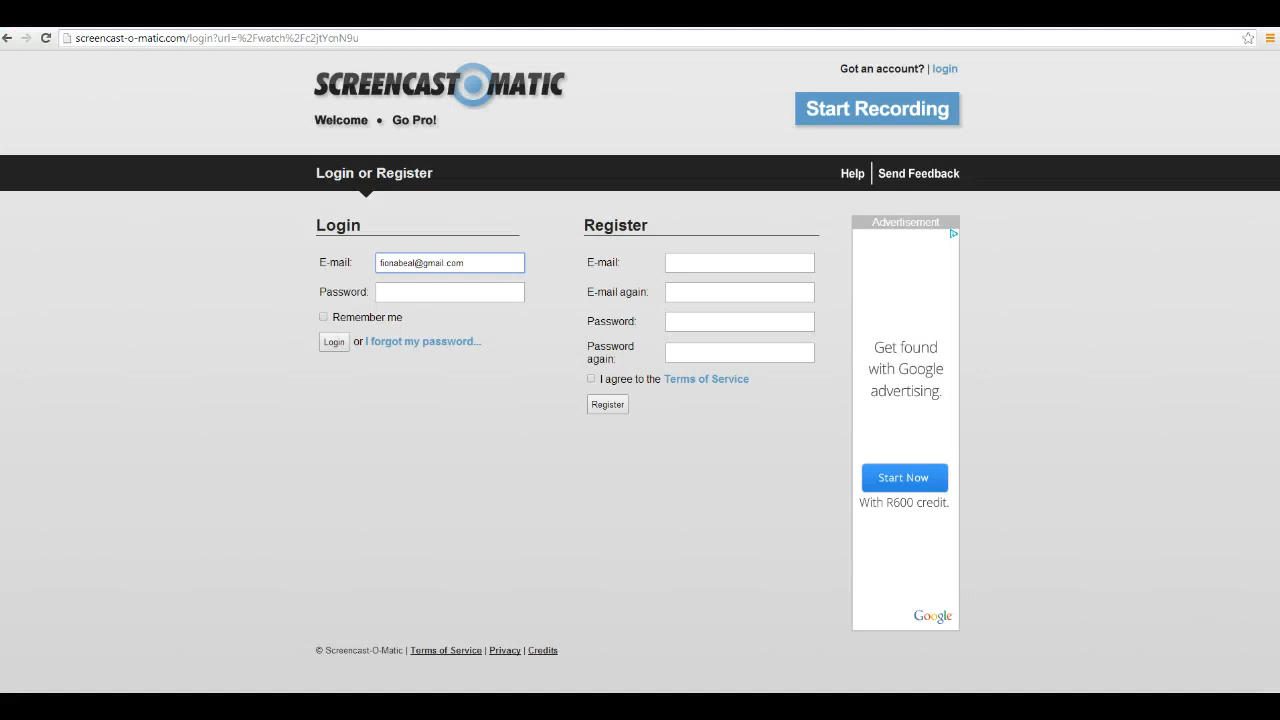 screencast-o-matic.com/login?url=%2Fwatch%2Fc2jtYcnN9u
SCREENCAST-O-MATIC
Got an account? | login
Welcome • Go Pro!
Start Recording
Login or Register
Help | Send Feedback
Login
E-mail: fionabeal@gmail.com
Password:
Remember me
Login or I forgot my password...
Register
E-mail:
E-mail again:
Password:
Password
again:
I agree to the Terms of Service
Register
Advertisement
Get found
with Google
advertising.
Start Now
With R600 credit.
Google
© Screencast-O-Matic | Terms of Service | Privacy | Credits